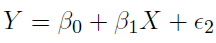 Y = β₀ + β₁X + ϵ₂